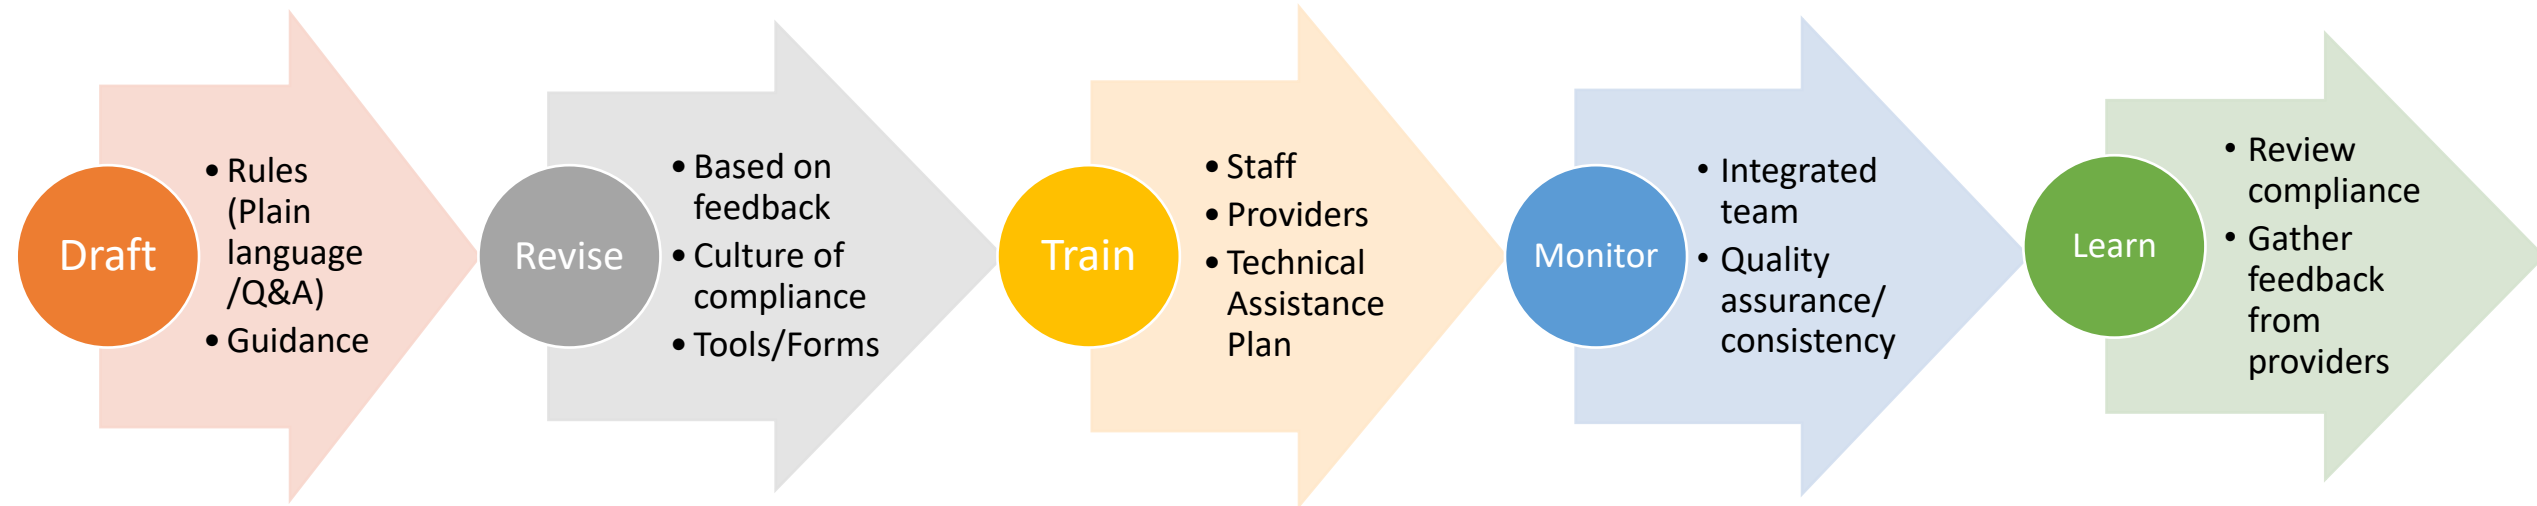 Draft
• Rules
(Plain
language
/Q&A)
• Guidance
Revise
• Based on
feedback
• Culture of
compliance
• Tools/Forms
Train
• Staff
• Providers
• Technical
Assistance
Plan
Monitor
• Integrated
team
• Quality
assurance/
consistency
Learn
• Review
compliance
• Gather
feedback
from
providers